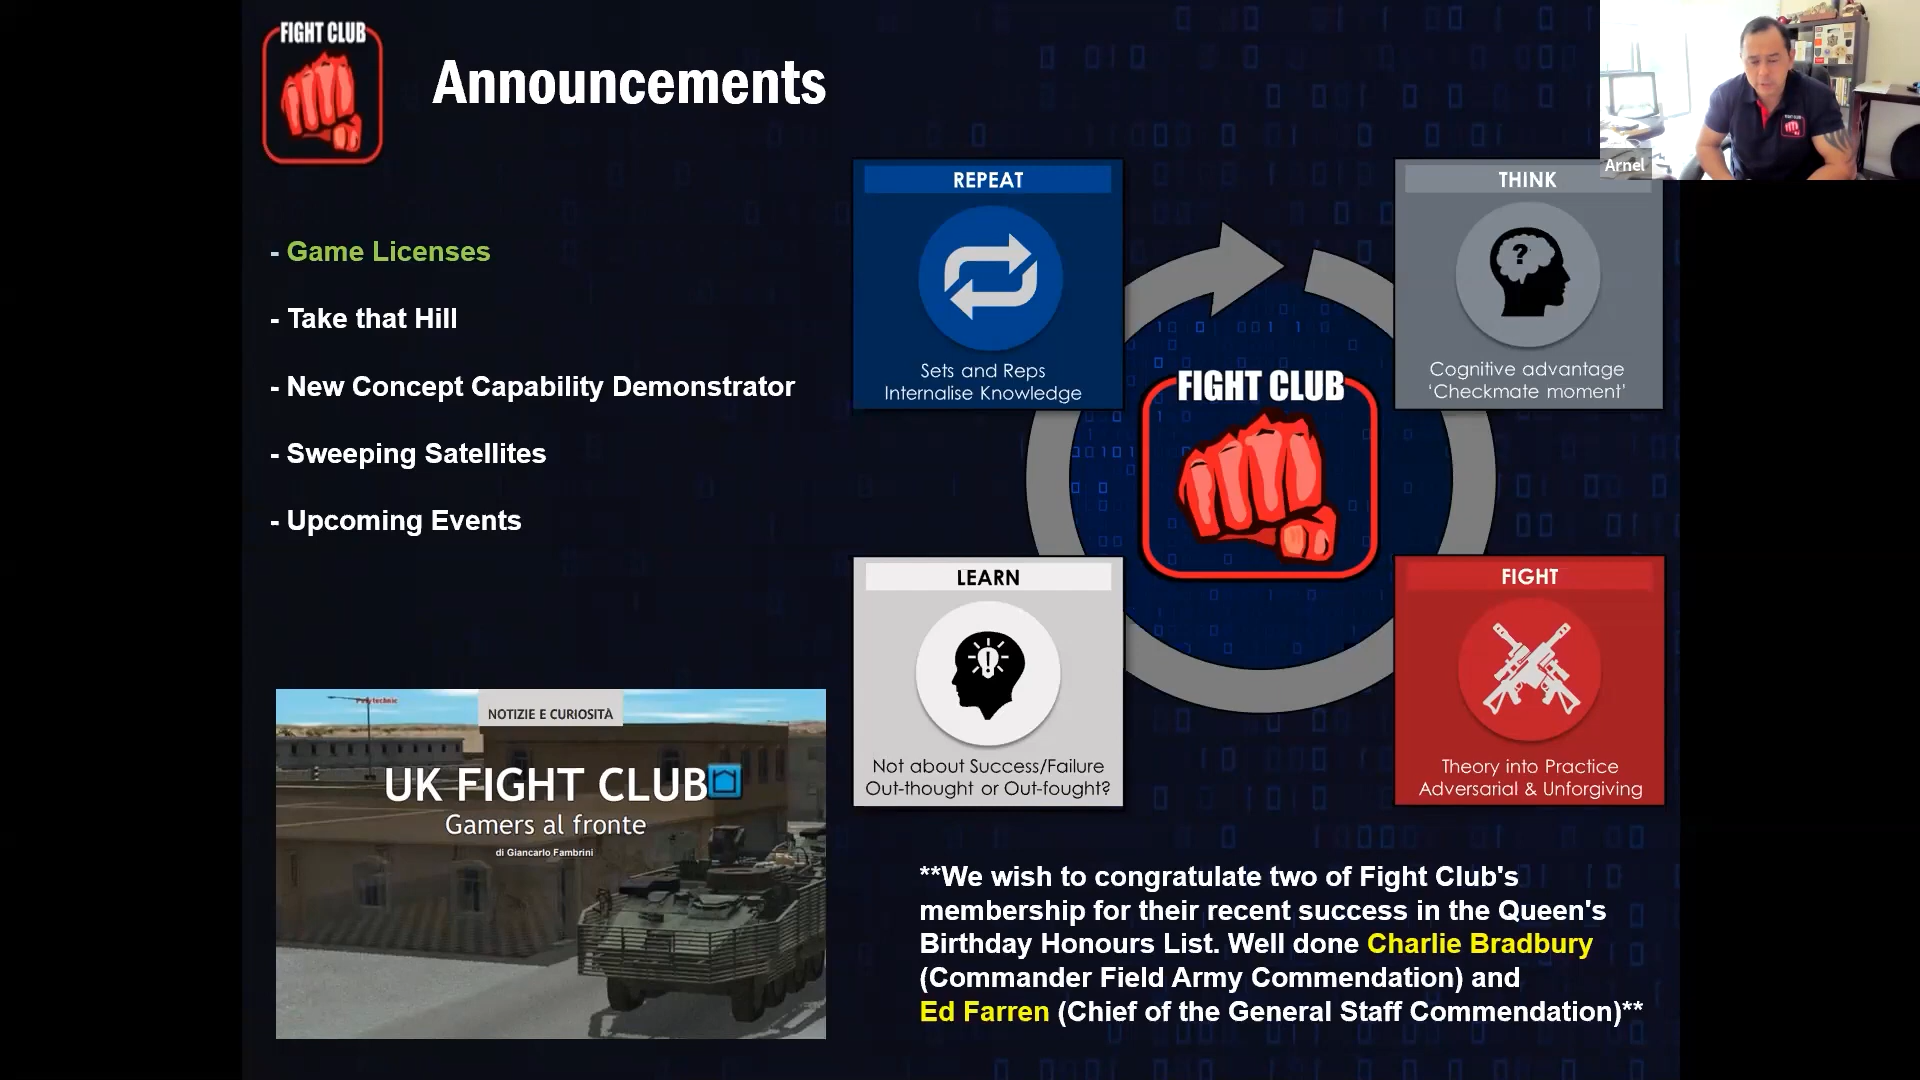 FIGHT CLUB
Announcements
Arnel
- Game Licenses
- Take that Hill
- New Concept Capability Demonstrator
- Sweeping Satellites
- Upcoming Events
REPEAT
Sets and Reps
Internalise Knowledge
THINK
?
Cognitive advantage
‘Checkmate moment’
FIGHT CLUB
LEARN
Not about Success/Failure
Out-thought or Out-fought?
FIGHT
Theory into Practice
Adversarial & Unforgiving
Polytechnic
NOTIZIE E CURIOSITÀ
UK FIGHT CLUB
Gamers al fronte
di Giancarlo Fambrini
**We wish to congratulate two of Fight Club's
membership for their recent success in the Queen's
Birthday Honours List. Well done Charlie Bradbury
(Commander Field Army Commendation) and
Ed Farren (Chief of the General Staff Commendation)**